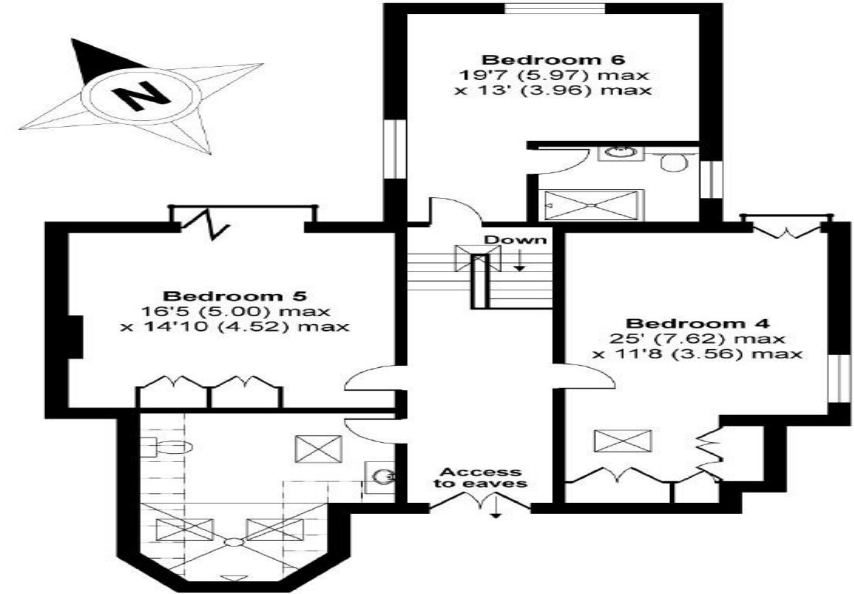 Bedroom 6
19'7 (5.97) max
x 13' (3.96) max
N
Down
Bedroom 5
16'5 (5.00) max
x 14'10 (4.52) max
Bedroom 4
25' (7.62) max
x 11'8 (3.56) max
Access
to eaves